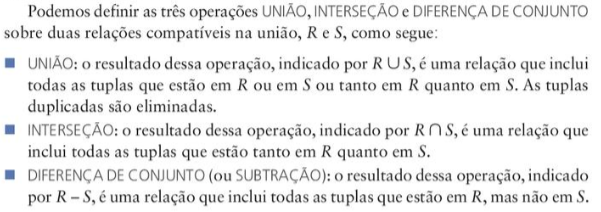 Podemos definir as três operações UNIÃO, INTERSEÇÃO e DIFERENÇA DE CONJUNTO
sobre duas relações compatíveis na união, R e S, como segue:
■ UNIÃO: o resultado dessa operação, indicado por R ∪ S, é uma relação que inclui
todas as tuplas que estão em R ou em S ou tanto em R quanto em S. As tuplas
duplicadas são eliminadas.
■ INTERSEÇÃO: o resultado dessa operação, indicado por R ∩ S, é uma relação que
inclui todas as tuplas que estão tanto em R quanto em S.
■ DIFERENÇA DE CONJUNTO (ou SUBTRAÇÃO): o resultado dessa operação, indicado
por R – S, é uma relação que inclui todas as tuplas que estão em R, mas não em S.